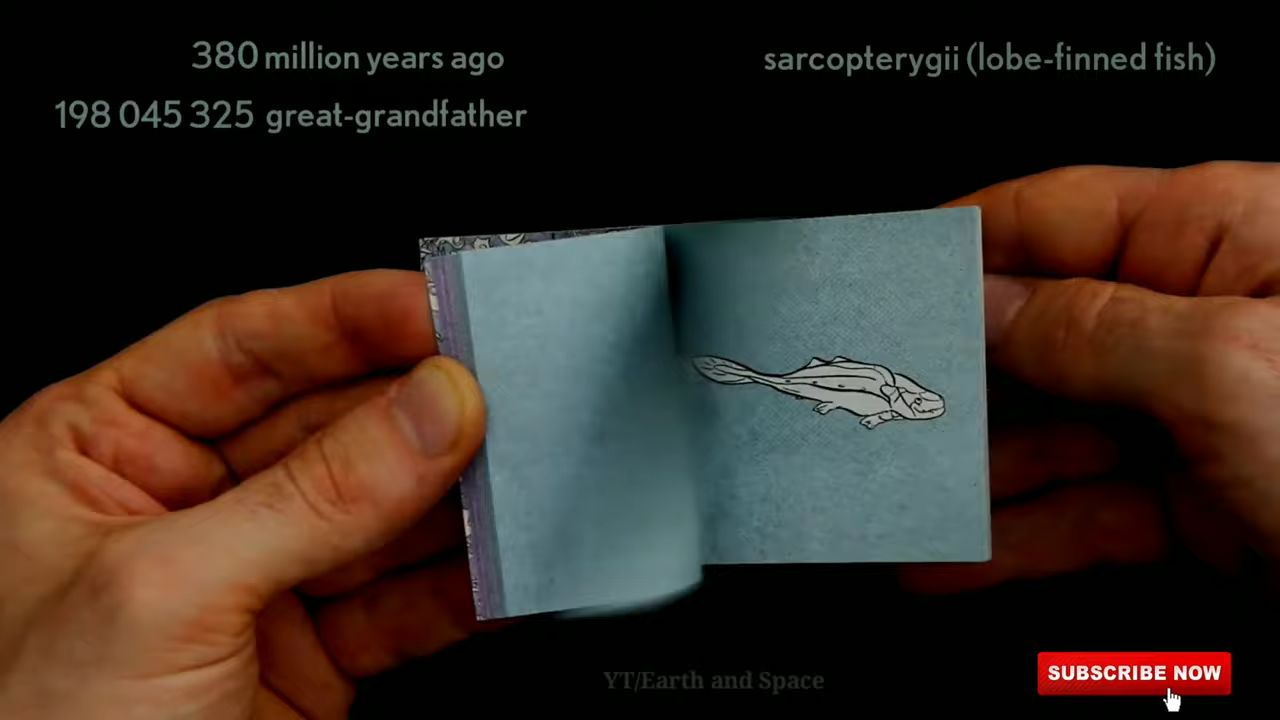 380 million years ago
sarcopterygii (lobe-finned fish)
198 045 325 great-grandfather
YT/Earth and Space
SUBSCRIBE NOW